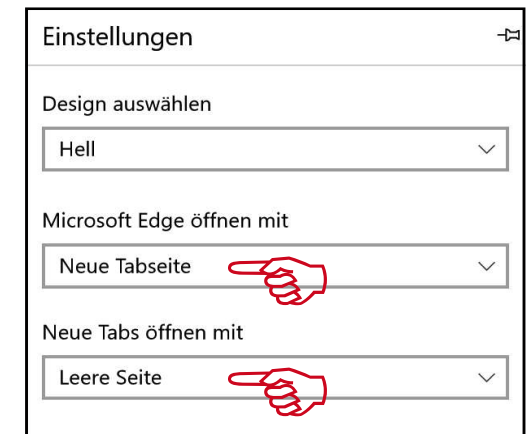 Einstellungen
Design auswählen
Hell
Microsoft Edge öffnen mit
Neue Tabseite
Neue Tabs öffnen mit
Leere Seite